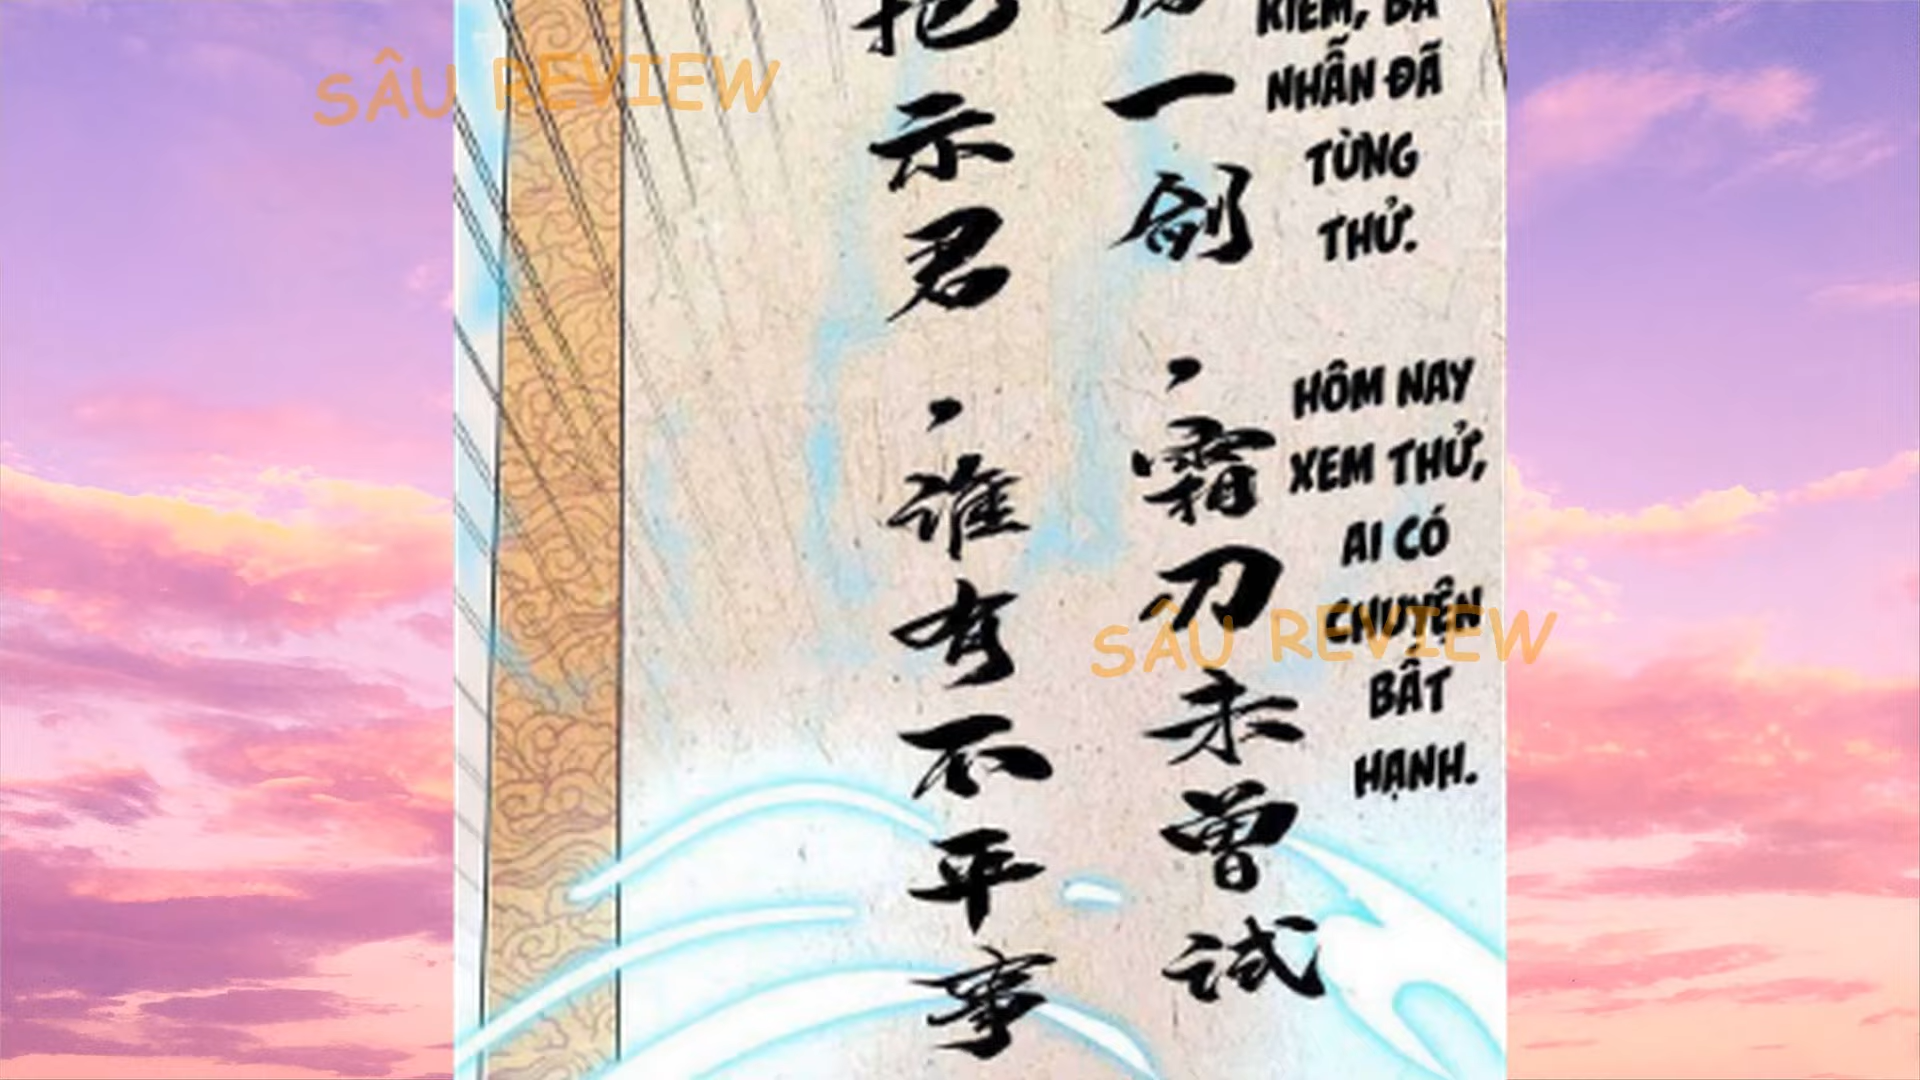 一剑，霜刃未曾试
把示君，谁有不平事
NHẪN ĐÃ
TỪNG
THỬ.
HÔM NAY
XEM THỬ,
AI CÓ
CHUYỆN
BẤT
HẠNH.
SÂU REVIEW
SÂU REVIEW